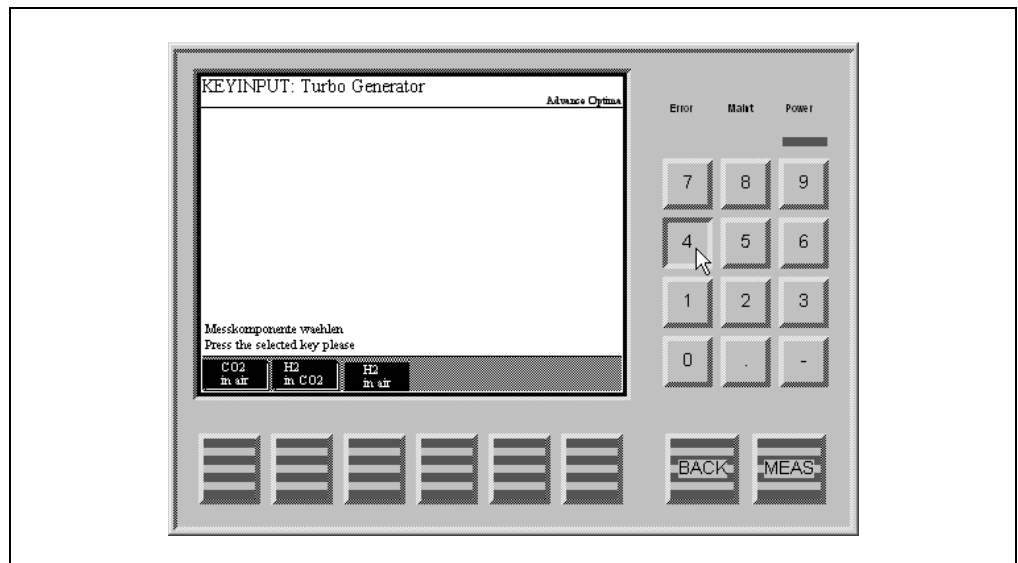 KEYINPUT: Turbo Generator
Advance Optima
Error Maint Power
7 8 9
4 5 6
1 2 3
0 . -
Messkomponente waehlen
Press the selected key please
CO2 H2 H2
in air in CO2 in air
BACK MEAS